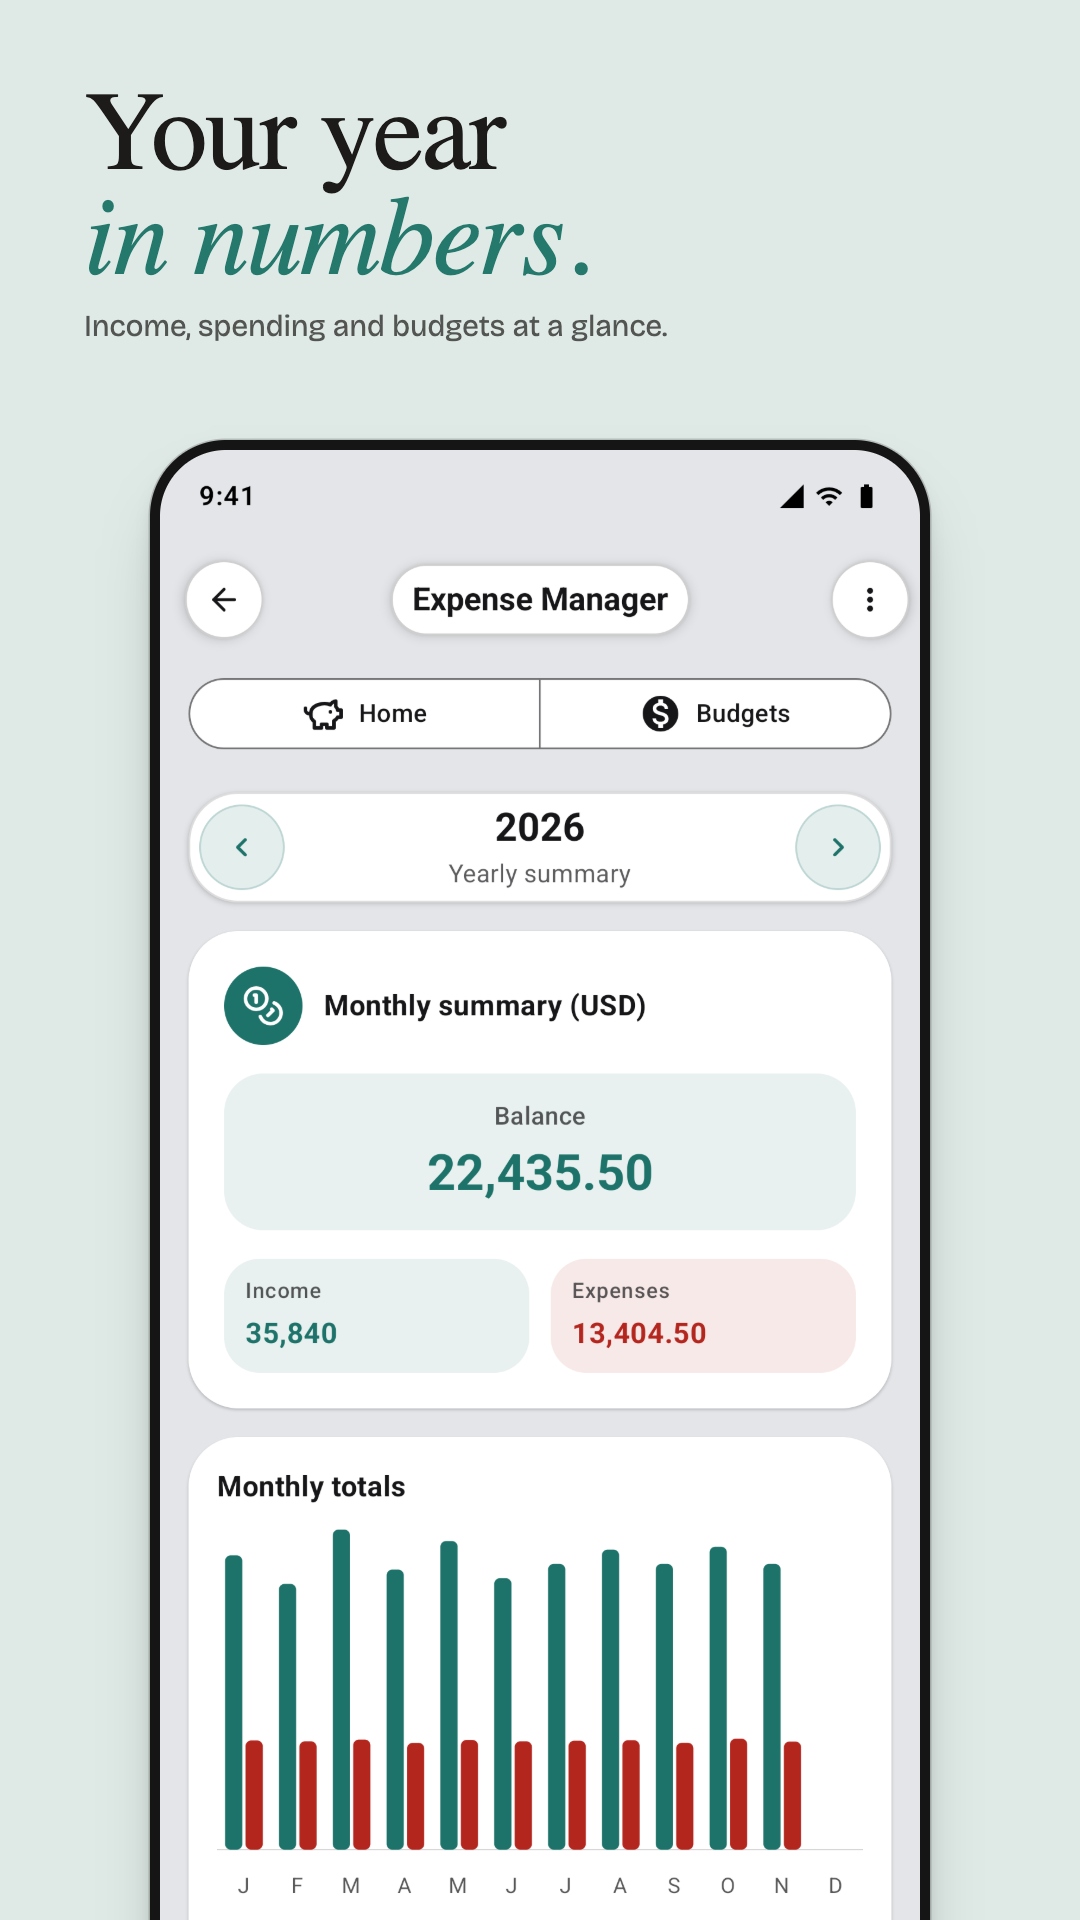 Your year
in numbers.
Income, spending and budgets at a glance.
9:41
Expense Manager
Home
Budgets
2026
Yearly summary
Monthly summary (USD)
Balance
22,435.50
Income
Expenses
35,840
13,404.50
Monthly totals
J F M A M J J A S O N D